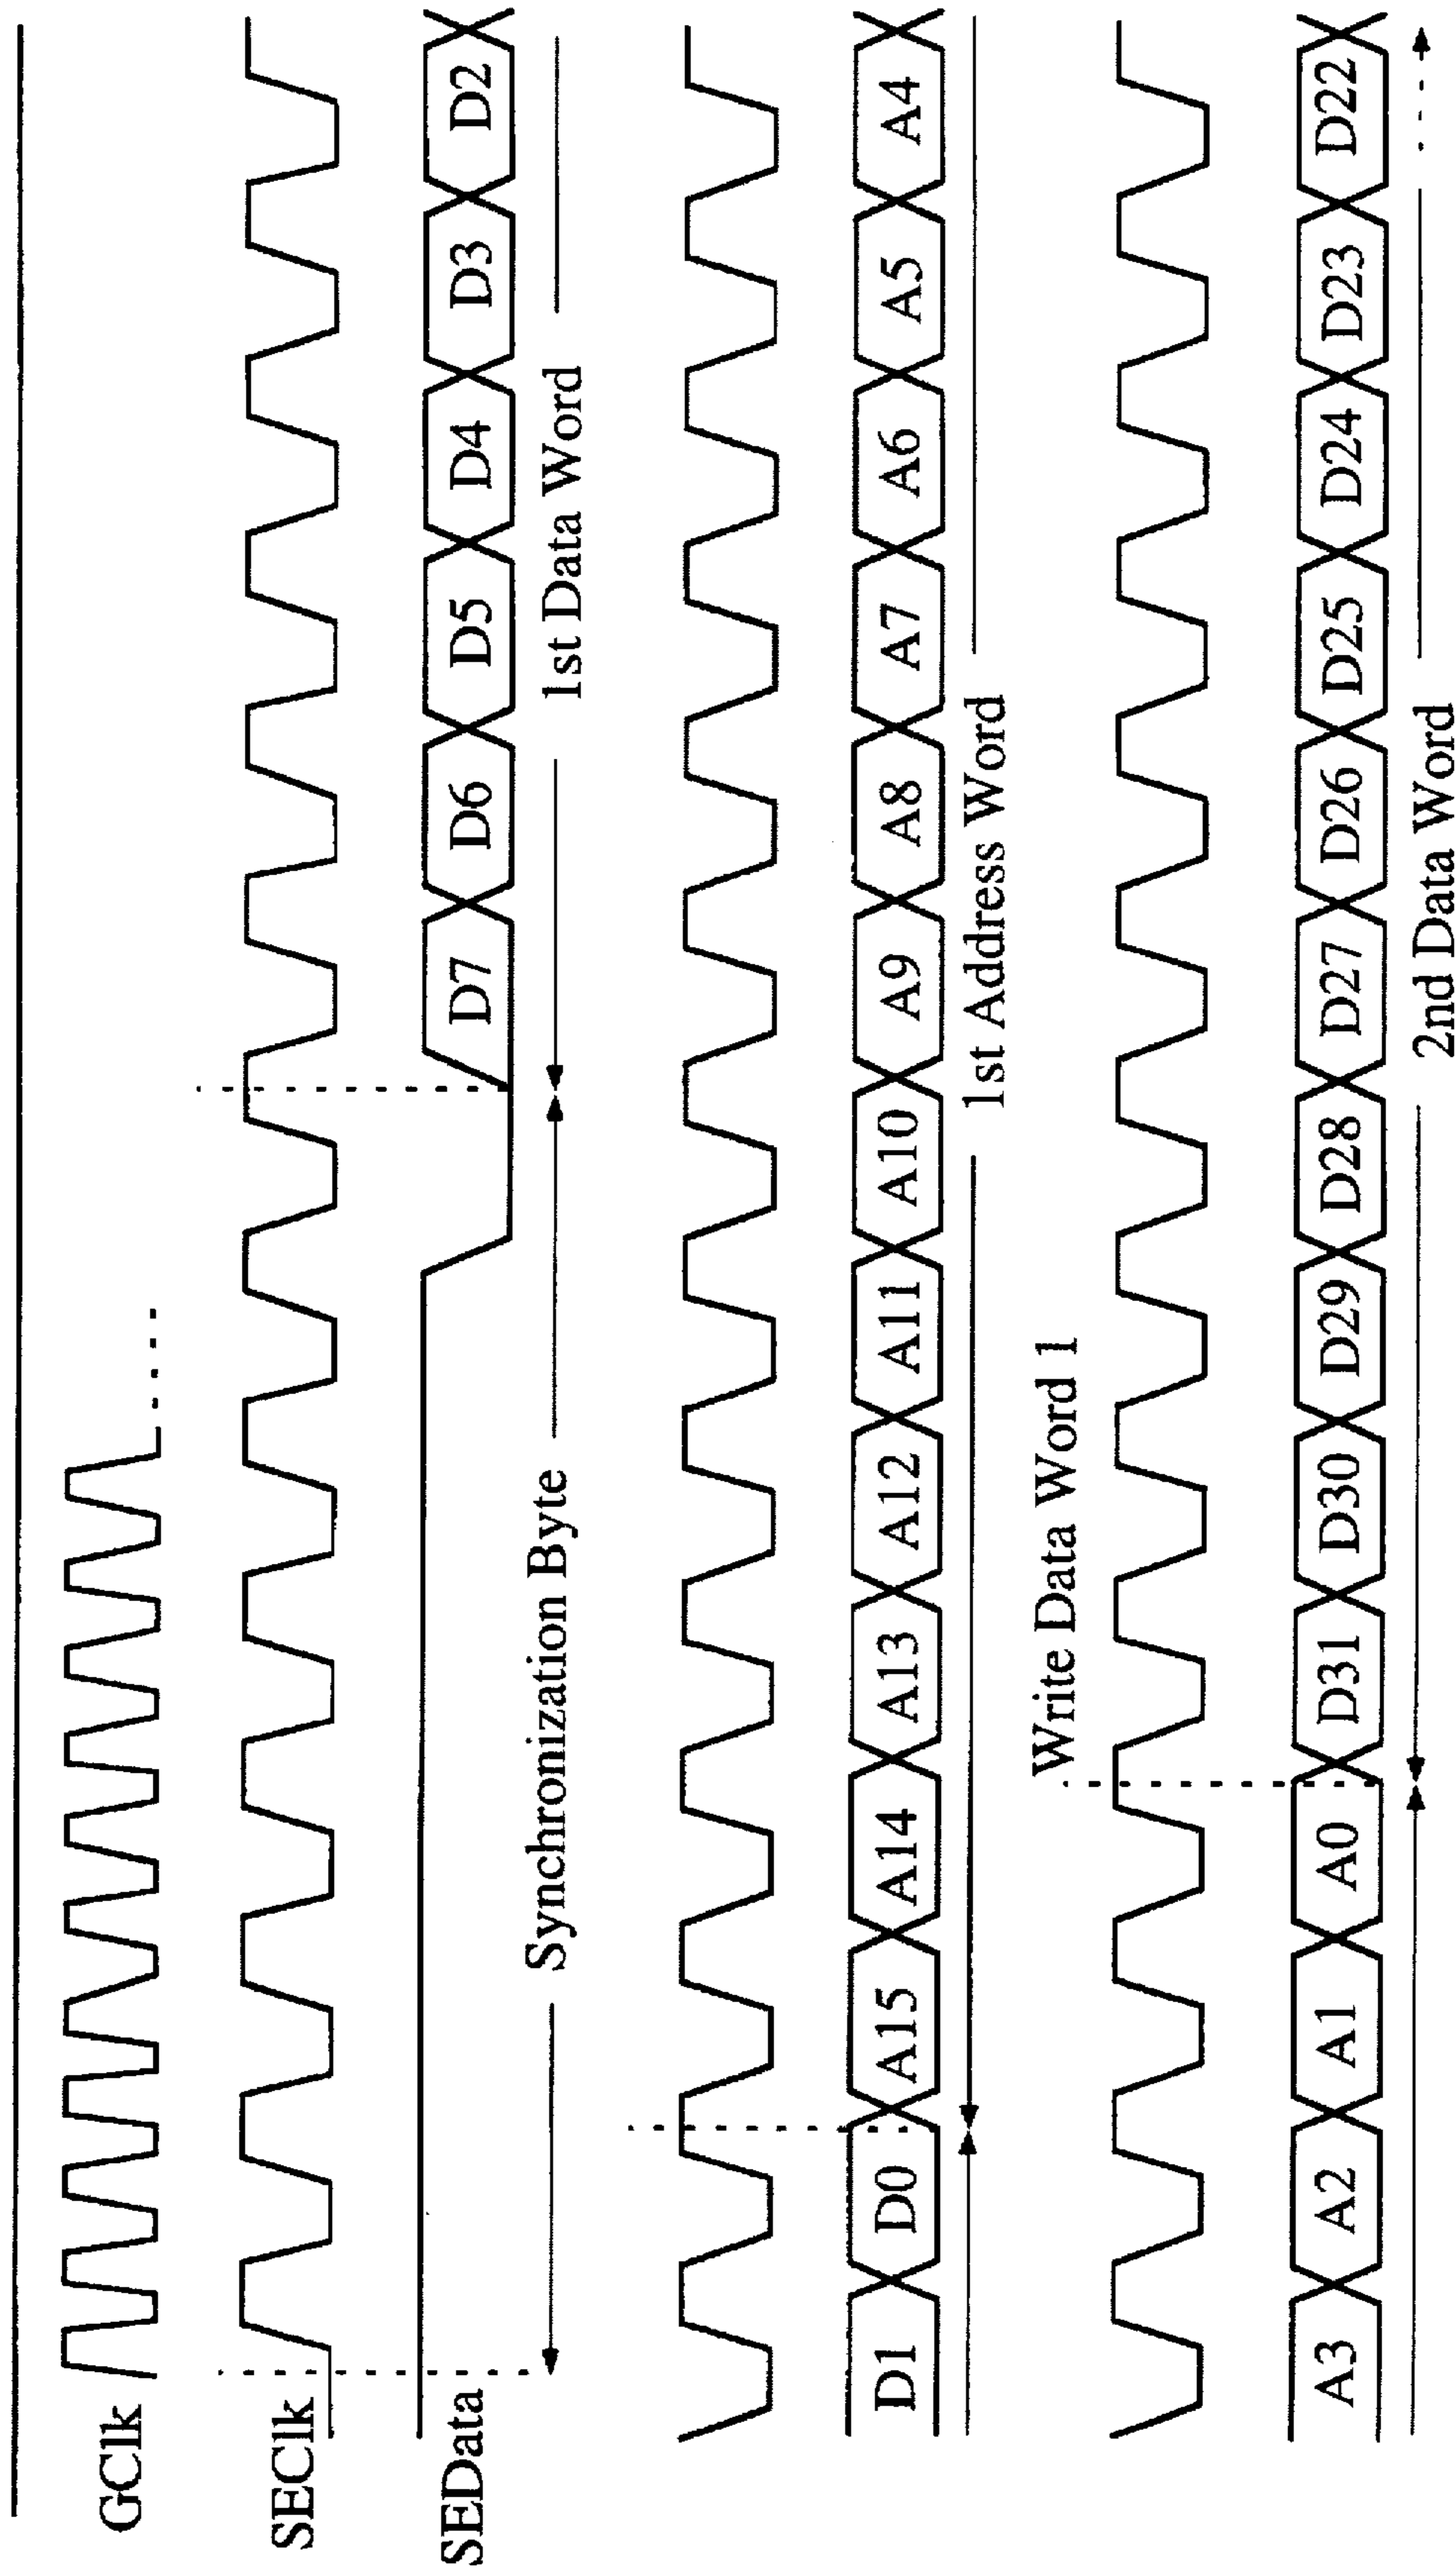 GClk
SEClk
SEData
D7 D6 D5 D4 D3 D2
Synchronization Byte 1st Data Word
D1 D0 A15 A14 A13 A12 A11 A10 A9 A8 A7 A6 A5 A4
1st Address Word
Write Data Word 1
A3 A2 A1 A0 D31 D30 D29 D28 D27 D26 D25 D24 D23 D22
2nd Data Word